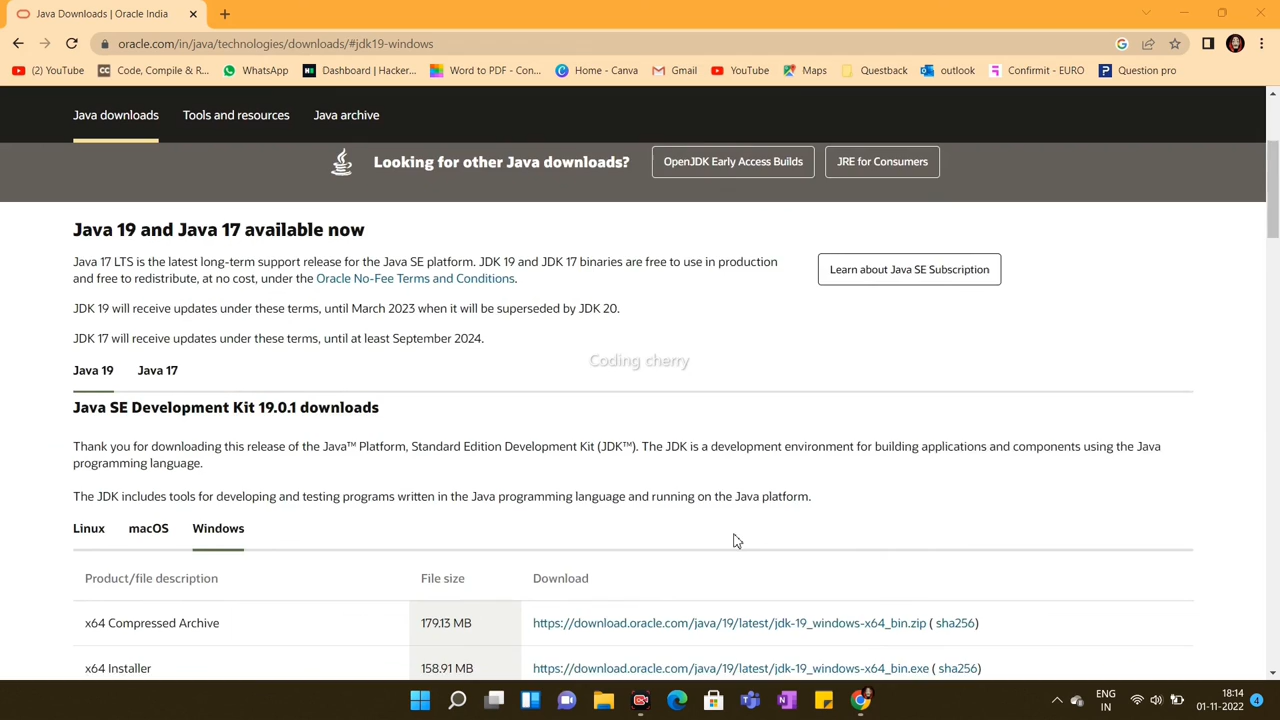 Java Downloads | Oracle India
oracle.com/in/java/technologies/downloads/#jdk19-windows
(2) YouTube
Code, Compile & R...
WhatsApp
Dashboard | Hacker...
Word to PDF - Con...
Home - Canva
Gmail
YouTube
Maps
Questback
outlook
Confirmit - EURO
Question pro
Java downloads
Tools and resources
Java archive
Looking for other Java downloads?
OpenJDK Early Access Builds
JRE for Consumers
Java 19 and Java 17 available now
Java 17 LTS is the latest long-term support release for the Java SE platform. JDK 19 and JDK 17 binaries are free to use in production
and free to redistribute, at no cost, under the Oracle No-Fee Terms and Conditions.
Learn about Java SE Subscription
JDK 19 will receive updates under these terms, until March 2023 when it will be superseded by JDK 20.
JDK 17 will receive updates under these terms, until at least September 2024.
Coding cherry
Java 19
Java 17
Java SE Development Kit 19.0.1 downloads
Thank you for downloading this release of the Java™ Platform, Standard Edition Development Kit (JDK™). The JDK is a development environment for building applications and components using the Java
programming language.
The JDK includes tools for developing and testing programs written in the Java programming language and running on the Java platform.
Linux
macOS
Windows
Product/file description
File size
Download
x64 Compressed Archive
179.13 MB
https://download.oracle.com/java/19/latest/jdk-19_windows-x64_bin.zip ( sha256)
x64 Installer
158.91 MB
https://download.oracle.com/java/19/latest/jdk-19_windows-x64_bin.exe ( sha256)
ENG
IN
18:14
01-11-2022
4